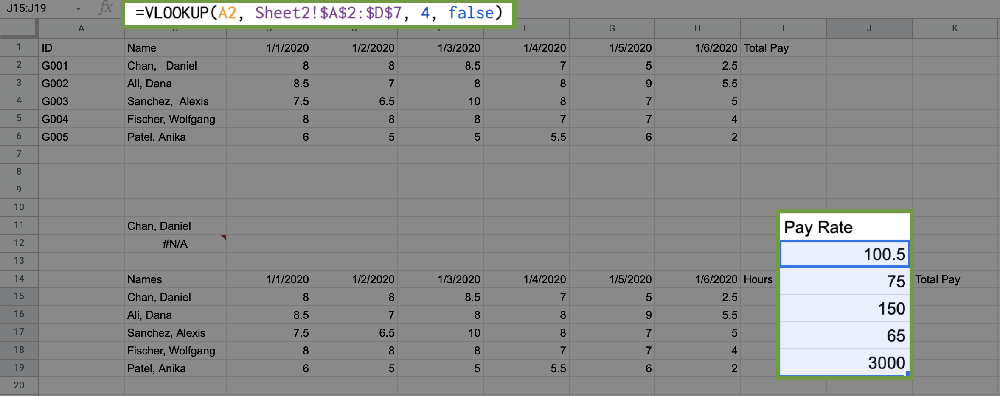 J15:J19 fx =VLOOKUP(A2, Sheet2!$A$2:$D$7, 4, false)
A B C D E F G H I J K
1 ID Name 1/1/2020 1/2/2020 1/3/2020 1/4/2020 1/5/2020 1/6/2020 Total Pay
2 G001 Chan, Daniel 8 8 8.5 7 5 2.5
3 G002 Ali, Dana 8.5 7 8 8 9 5.5
4 G003 Sanchez, Alexis 7.5 6.5 10 8 7 5
5 G004 Fischer, Wolfgang 8 8 8 7 7 4
6 G005 Patel, Anika 6 5 5 5.5 6 2
7
8
9
10
11 Chan, Daniel
12 #N/A
13
14 Names 1/1/2020 1/2/2020 1/3/2020 1/4/2020 1/5/2020 1/6/2020 Hours Pay Rate Total Pay
15 Chan, Daniel 8 8 8.5 7 5 2.5 100.5
16 Ali, Dana 8.5 7 8 8 9 5.5 75
17 Sanchez, Alexis 7.5 6.5 10 8 7 5 150
18 Fischer, Wolfgang 8 8 8 7 7 4 65
19 Patel, Anika 6 5 5 5.5 6 2 3000
20